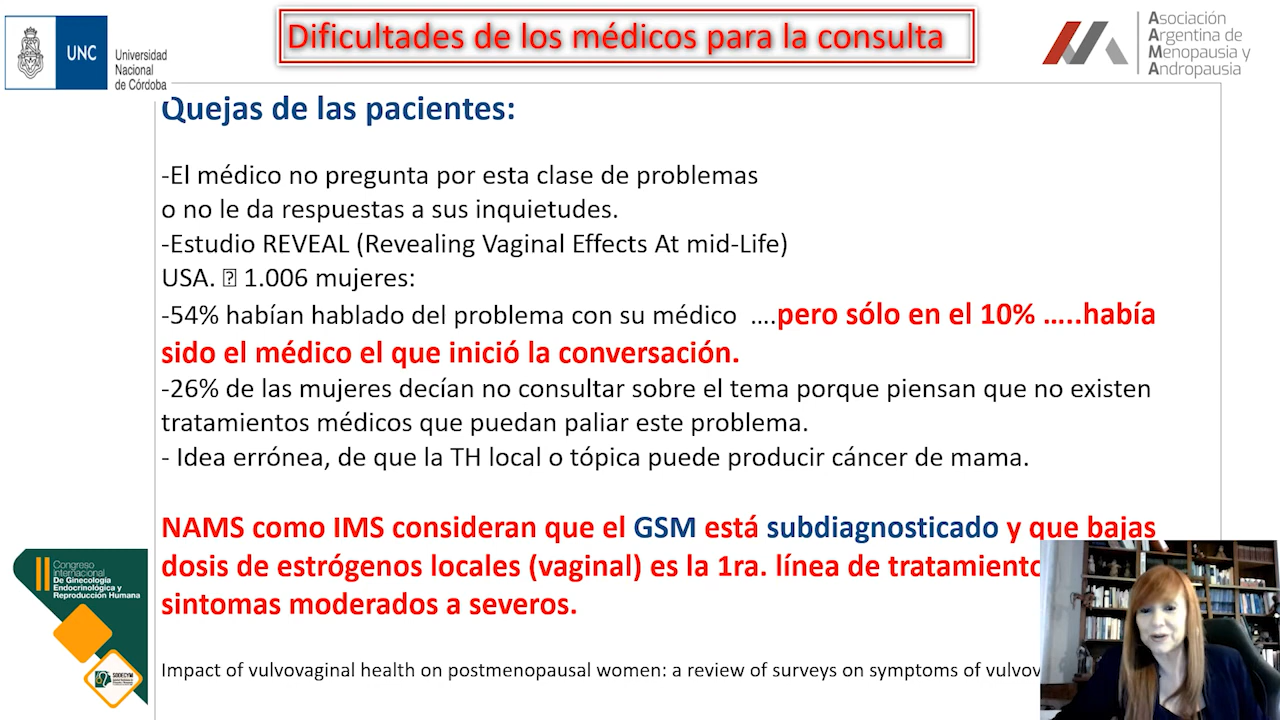 Dificultades de los médicos para la consulta
UNC
Universidad
Nacional
de Córdoba
Asociación
Argentina de
Menopausia y
Andropausia
Quejas de las pacientes:
-El médico no pregunta por esta clase de problemas
o no le da respuestas a sus inquietudes.
-Estudio REVEAL (Revealing Vaginal Effects At mid-Life)
USA. 1.006 mujeres:
-54% habían hablado del problema con su médico ….pero sólo en el 10% …..había
sido el médico el que inició la conversación.
-26% de las mujeres decían no consultar sobre el tema porque piensan que no existen
tratamientos médicos que puedan paliar este problema.
- Idea errónea, de que la TH local o tópica puede producir cáncer de mama.
NAMS como IMS consideran que el GSM está subdiagnosticado y que bajas
dosis de estrógenos locales (vaginal) es la 1ra. línea de tratamiento
sintomas moderados a severos.
Impact of vulvovaginal health on postmenopausal women: a review of surveys on symptoms of vulvov
II Congreso
Internacional
De Ginecología
Endocrinológica y
Reproducción Humana
SODEGYM